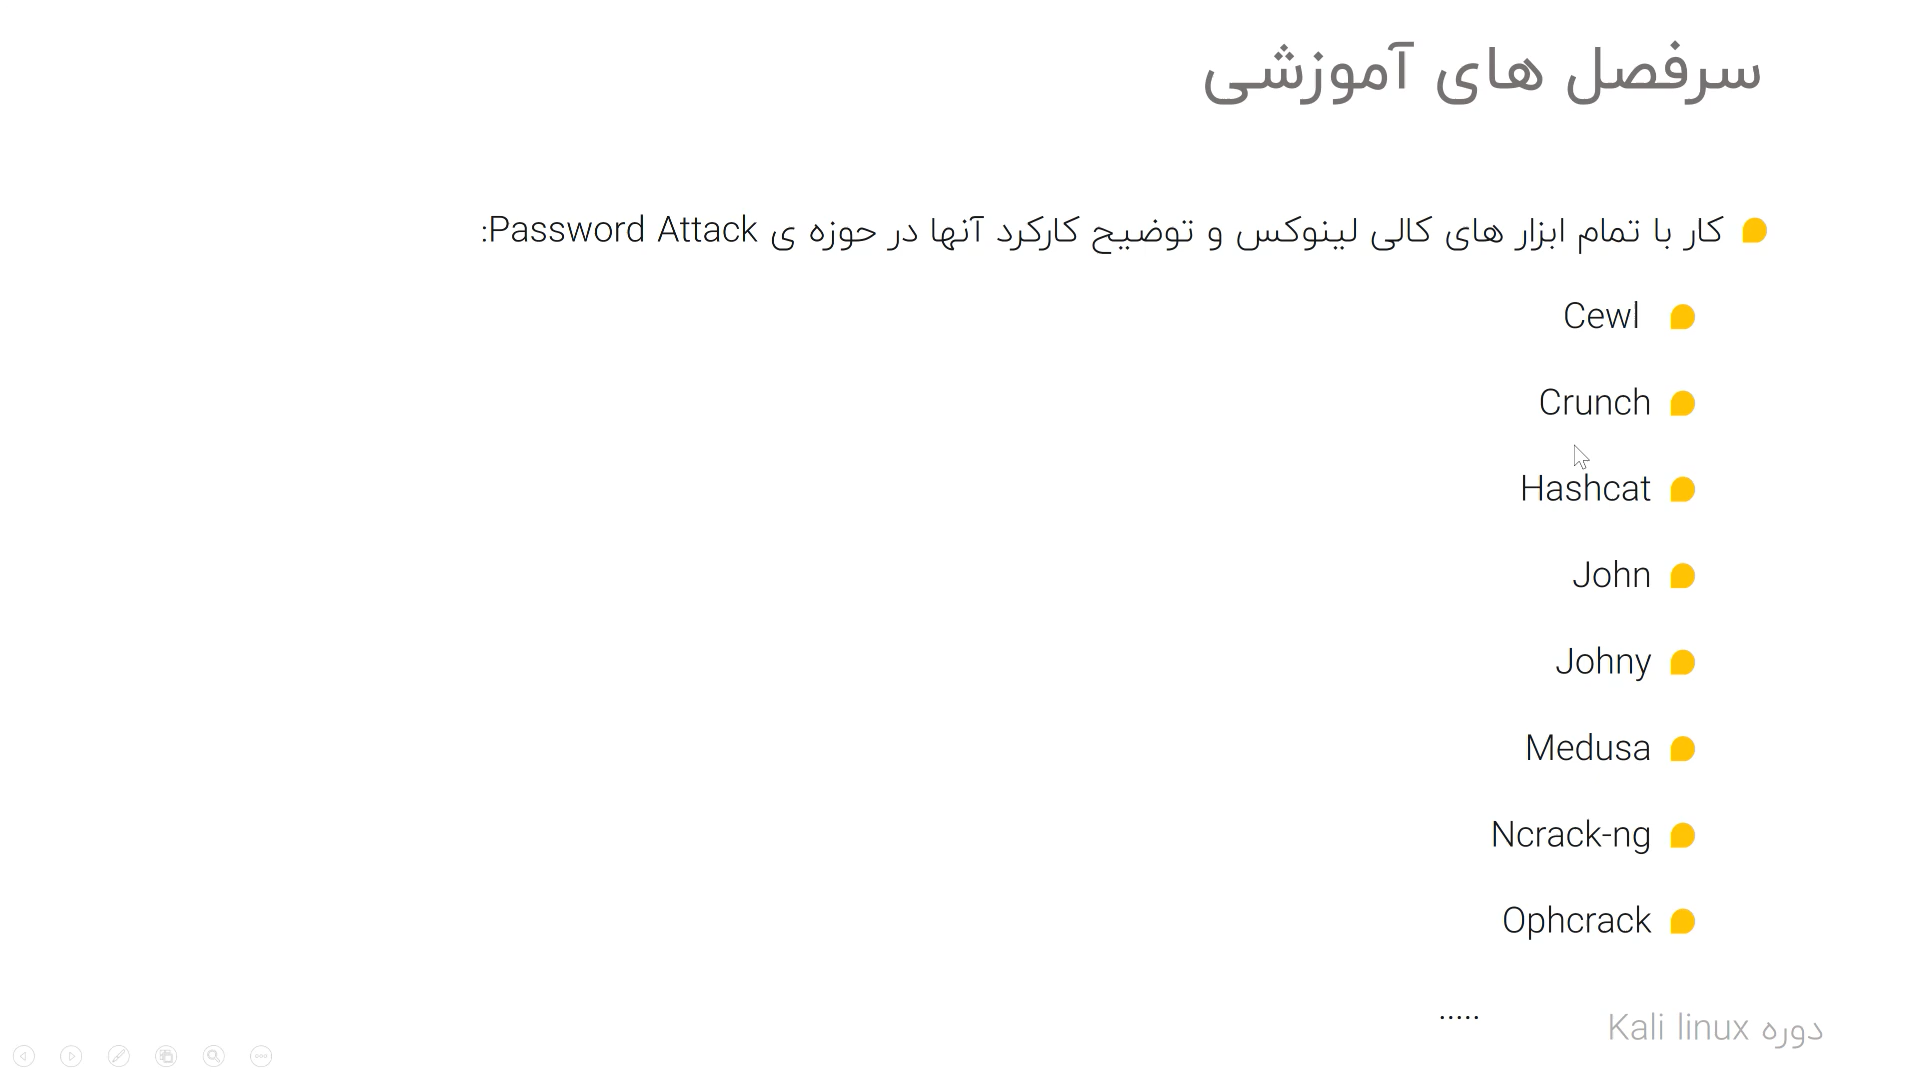 سرفصل های آموزشی
کار با تمام ابزار های کالی لینوکس و توضیح کارکرد آنها در حوزه ی Password Attack:
Cewl
Crunch
Hashcat
John
Johny
Medusa
Ncrack-ng
Ophcrack
.....
دوره Kali linux